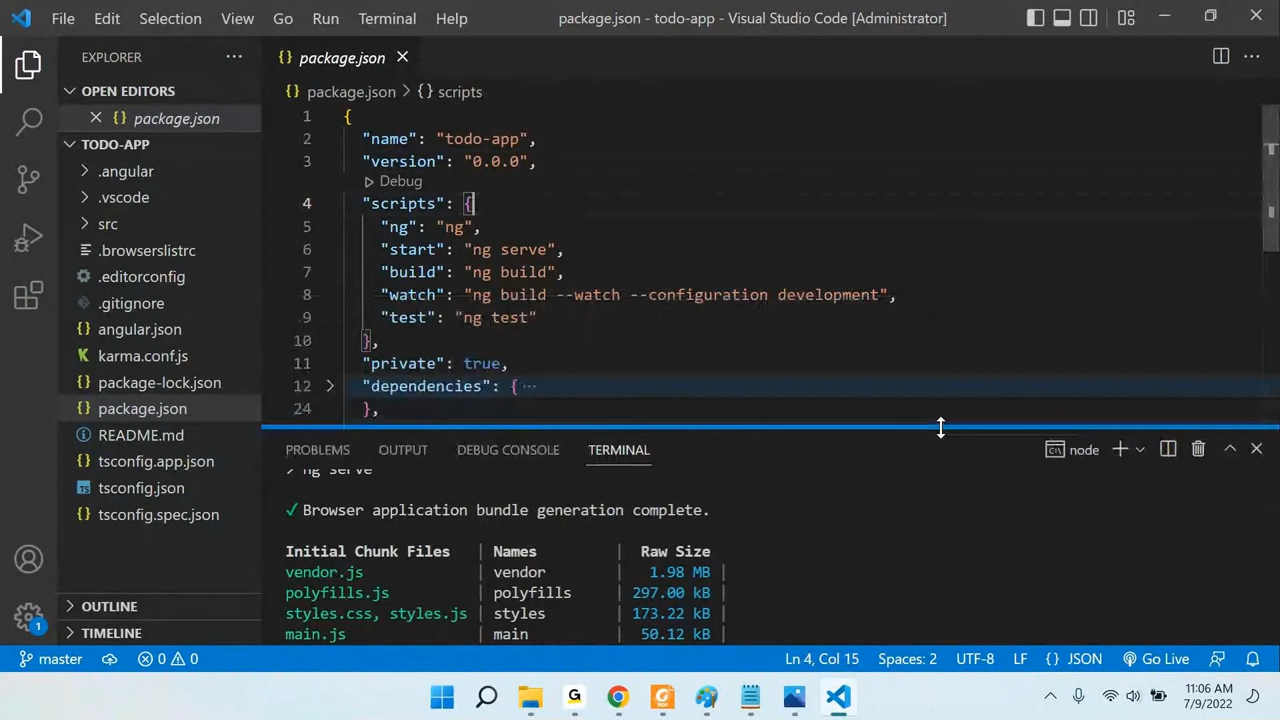 File Edit Selection View Go Run Terminal Help package.json - todo-app - Visual Studio Code [Administrator]
EXPLORER
OPEN EDITORS
{} package.json
TODO-APP
.angular
.vscode
src
.browserslistrc
.editorconfig
.gitignore
{} angular.json
karma.conf.js
{} package-lock.json
{} package.json
README.md
{} tsconfig.app.json
TS tsconfig.json
{} tsconfig.spec.json
OUTLINE
TIMELINE
{} package.json
{} package.json > {} scripts
1 {
2 "name": "todo-app",
3 "version": "0.0.0",
Debug
4 "scripts": {
5 "ng": "ng",
6 "start": "ng serve",
7 "build": "ng build",
8 "watch": "ng build --watch --configuration development",
9 "test": "ng test"
10 },
11 "private": true,
12 "dependencies": { ···
24 },
PROBLEMS OUTPUT DEBUG CONSOLE TERMINAL node
> ng serve
✓ Browser application bundle generation complete.
Initial Chunk Files | Names | Raw Size
vendor.js | vendor | 1.98 MB |
polyfills.js | polyfills | 297.00 kB |
styles.css, styles.js | styles | 173.22 kB |
main.js | main | 50.12 kB |
1
master 0 0 Ln 4, Col 15 Spaces: 2 UTF-8 LF {} JSON Go Live
11:06 AM
7/9/2022